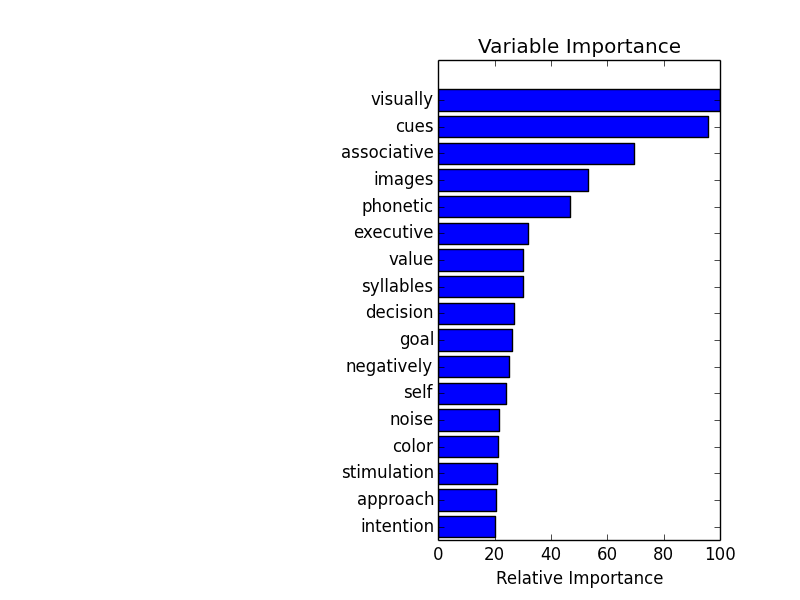 Variable Importance
visually
cues
associative
images
phonetic
executive
value
syllables
decision
goal
negatively
self
noise
color
stimulation
approach
intention
0 20 40 60 80 100
Relative Importance